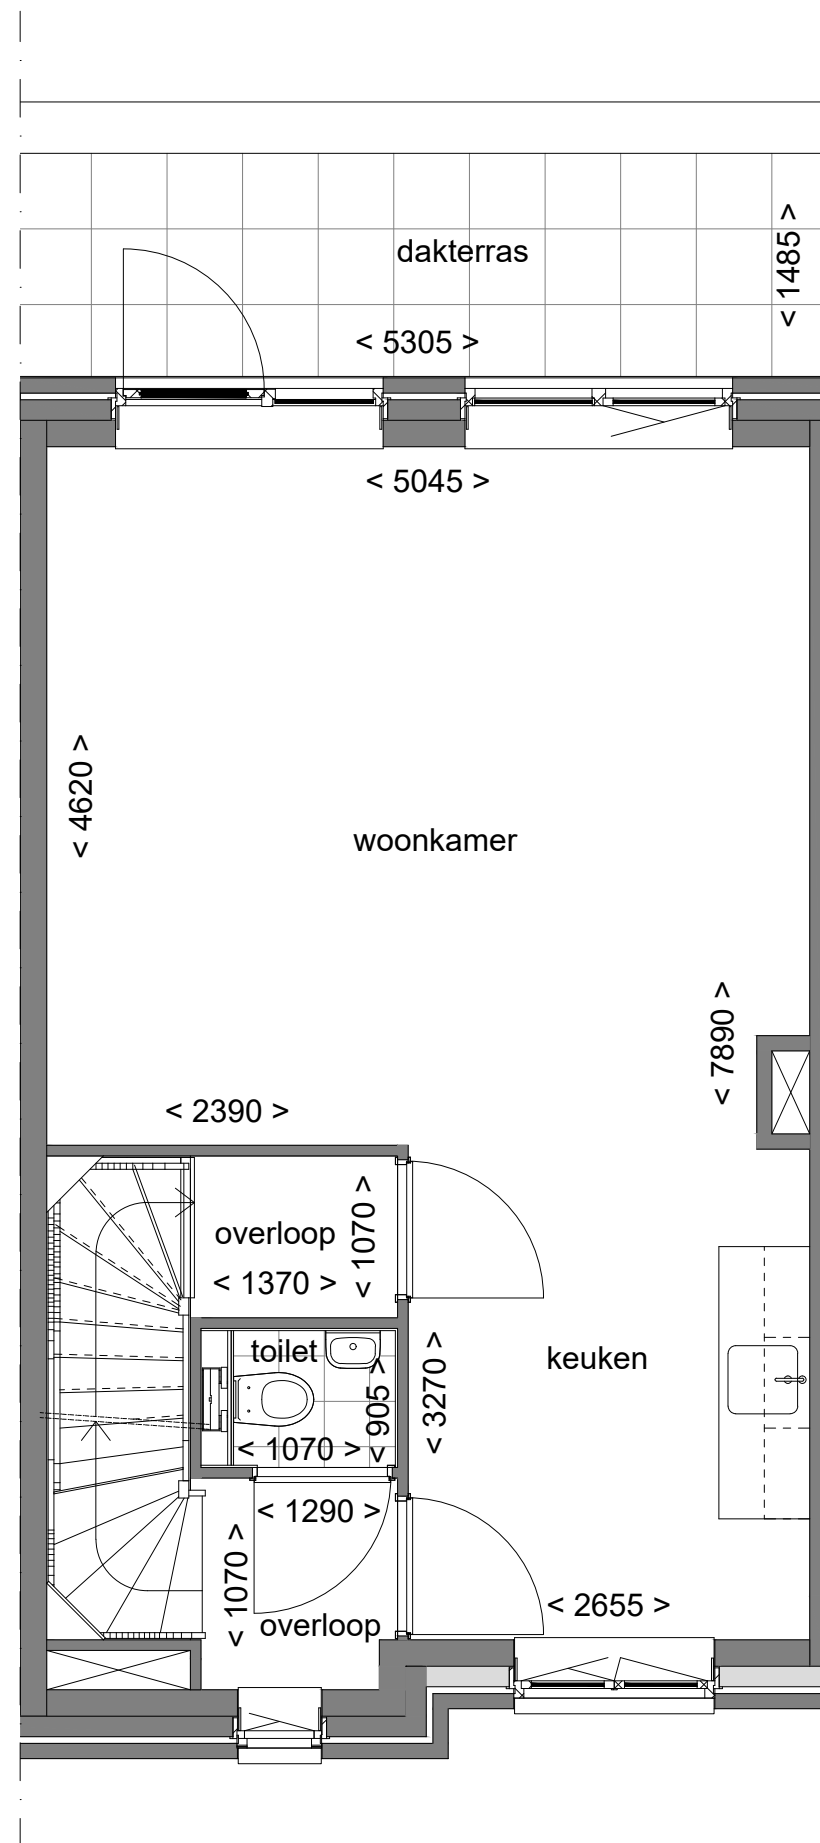 dakterras
< 1485 >
< 5305 >
< 5045 >
< 4620 >
woonkamer
< 7890 >
< 2390 >
overloop
< 1070 >
< 1370 >
toilet
< 905 >
< 3270 >
keuken
< 1070 >
< 1290 >
< 1070 >
overloop
< 2655 >